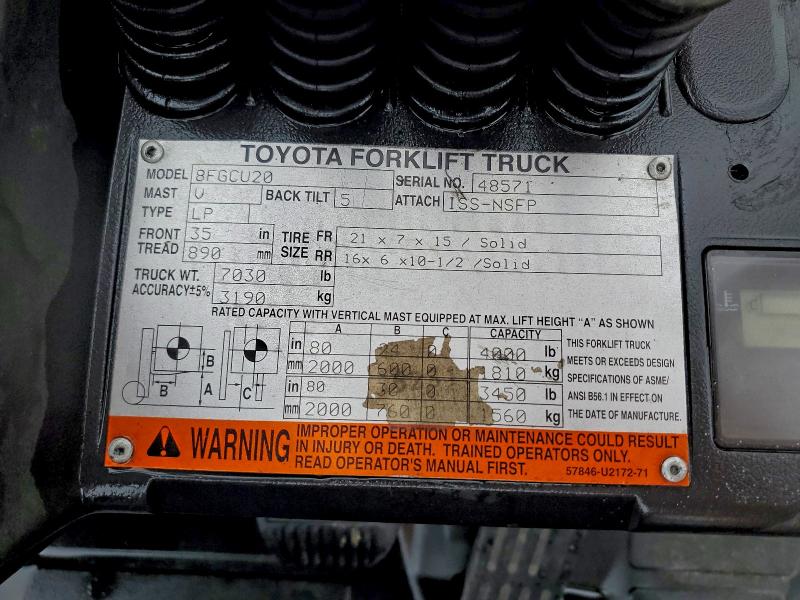 TOYOTA FORKLIFT TRUCK
MODEL 8FGCU20 SERIAL NO. 48571
MAST V BACK TILT 5 ATTACH ISS-NSFP
TYPE LP
FRONT TREAD 35 in TIRE SIZE FR 21 x 7 x 15 / Solid
890 mm RR 16x 6 x10-1/2 /Solid
TRUCK WT. 7030 lb
ACCURACY±5% 3190 kg
RATED CAPACITY WITH VERTICAL MAST EQUIPPED AT MAX. LIFT HEIGHT "A" AS SHOWN
A B C CAPACITY
in 80 24 0 4000 lb
mm 2000 600 0 1810 kg
in 80 30 0 3450 lb
mm 2000 760 0 1560 kg
B B A C
THIS FORKLIFT TRUCK
MEETS OR EXCEEDS DESIGN
SPECIFICATIONS OF ASME/
ANSI B56.1 IN EFFECT ON
THE DATE OF MANUFACTURE.
WARNING
IMPROPER OPERATION OR MAINTENANCE COULD RESULT
IN INJURY OR DEATH. TRAINED OPERATORS ONLY.
READ OPERATOR'S MANUAL FIRST.
57846-U2172-71